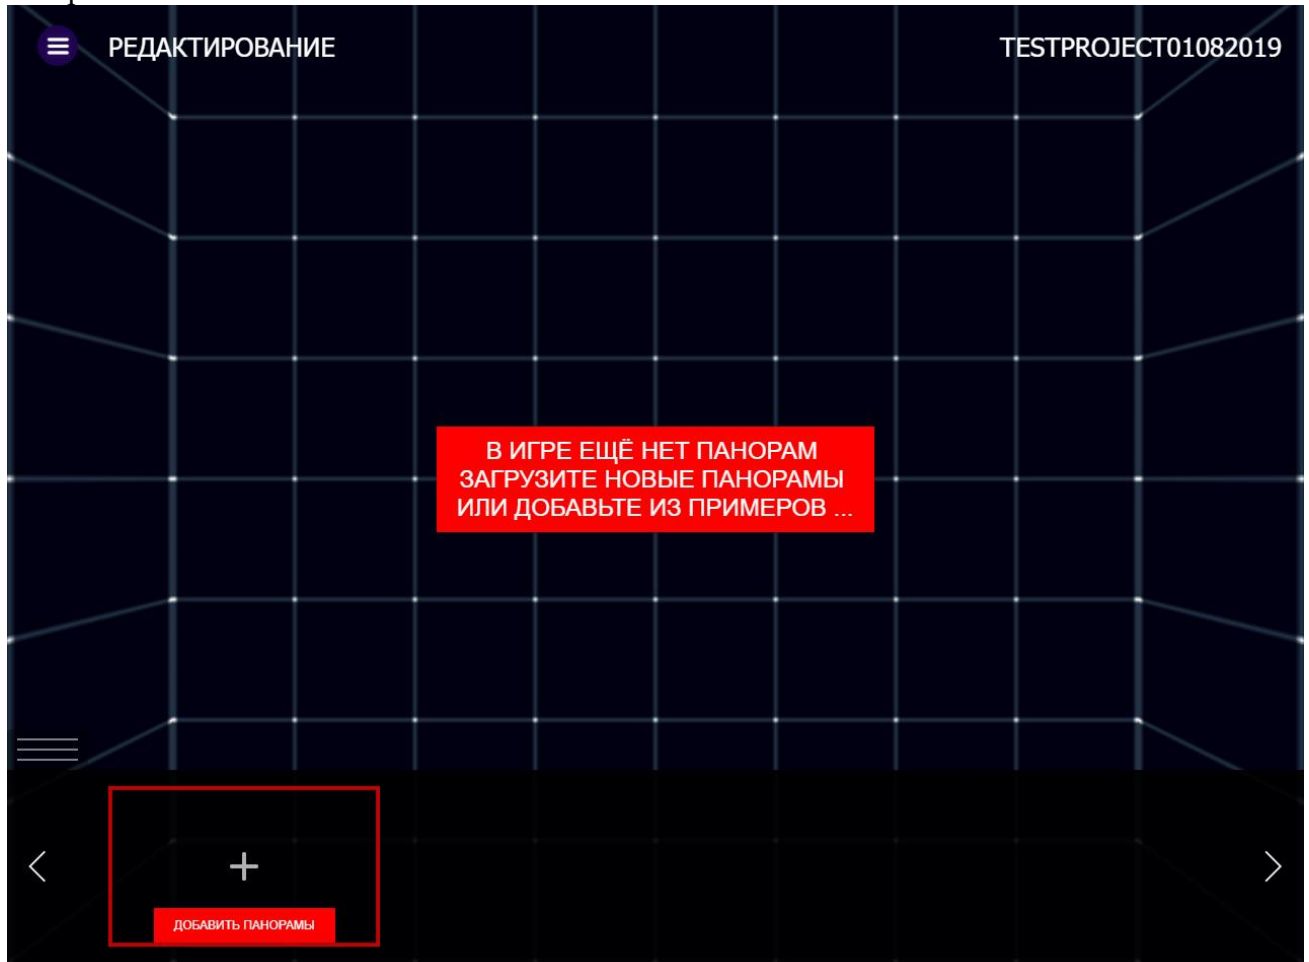 РЕДАКТИРОВАНИЕ
TESTPROJECT01082019
В ИГРЕ ЕЩЁ НЕТ ПАНОРАМ
ЗАГРУЗИТЕ НОВЫЕ ПАНОРАМЫ
ИЛИ ДОБАВЬТЕ ИЗ ПРИМЕРОВ ...
ДОБАВИТЬ ПАНОРАМЫ